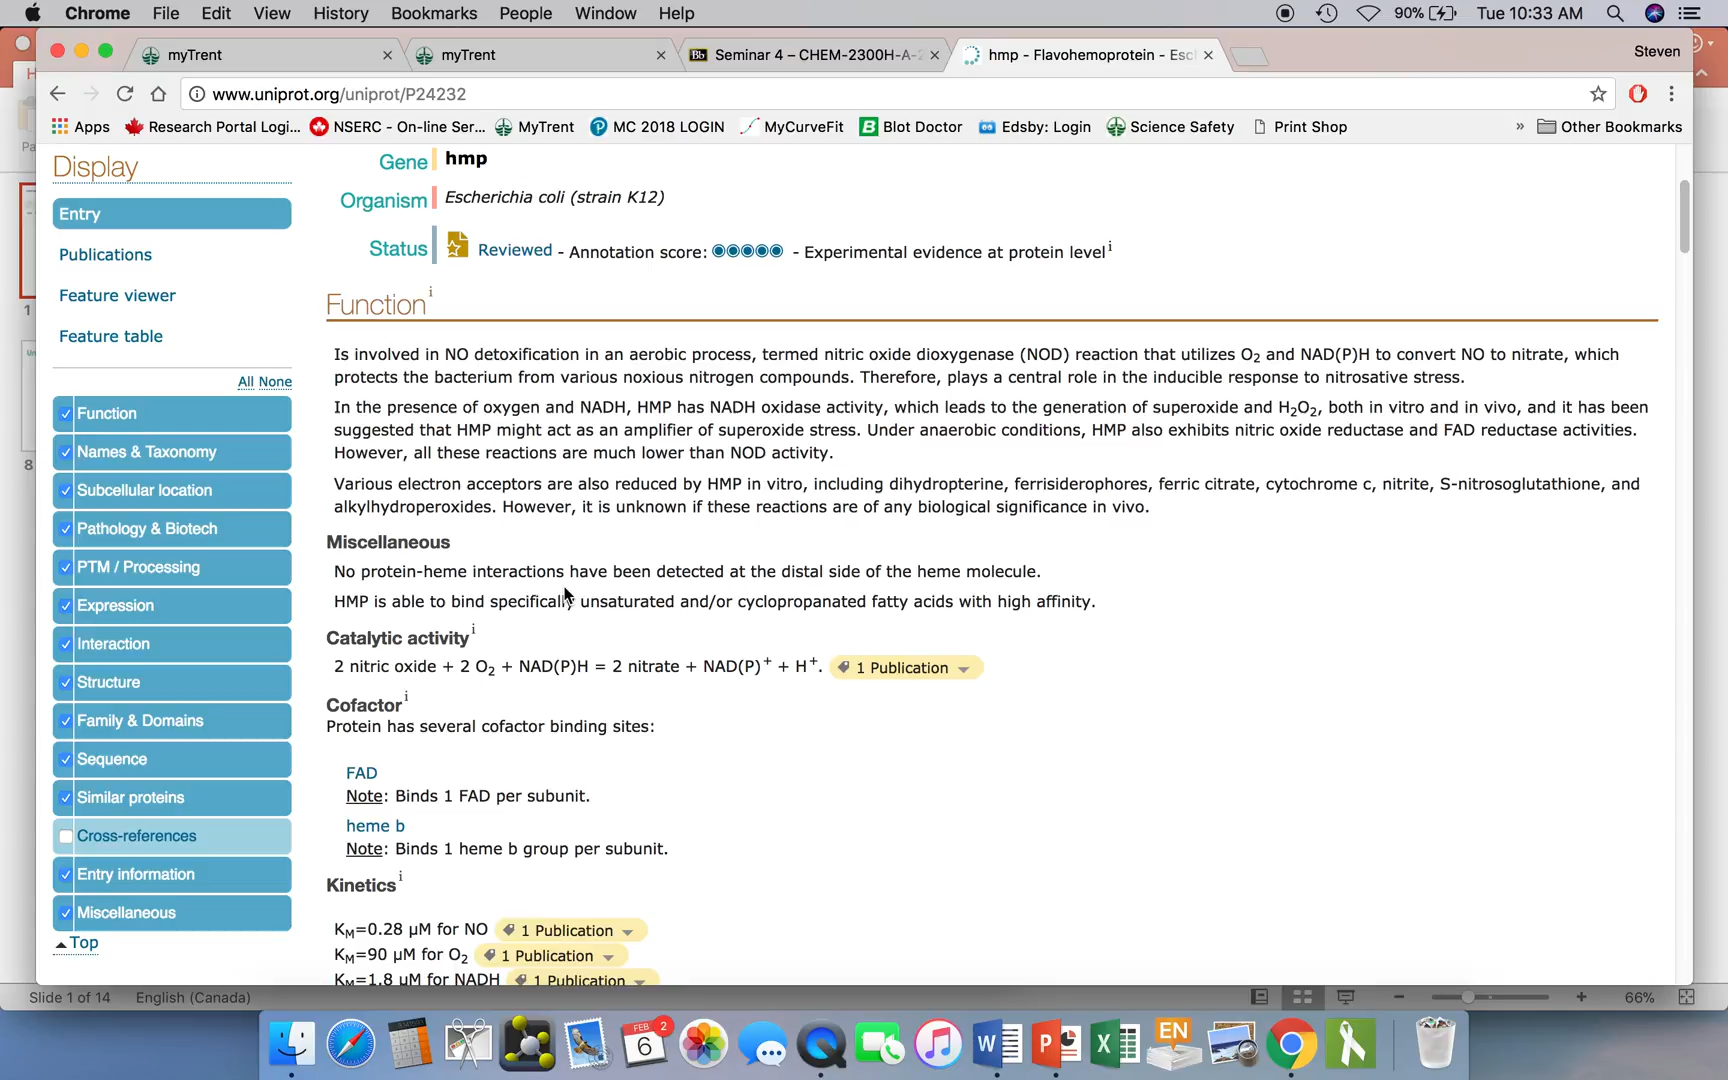 Chrome File Edit View History Bookmarks People Window Help 90% Tue 10:33 AM
myTrent × myTrent × Bb Seminar 4 – CHEM-2300H-A-2 × hmp - Flavohemoprotein - Esc × Steven
www.uniprot.org/uniprot/P24232
Apps Research Portal Logi... NSERC - On-line Ser... MyTrent MC 2018 LOGIN MyCurveFit Blot Doctor Edsby: Login Science Safety Print Shop » Other Bookmarks
Display
Entry
Publications
Feature viewer
Feature table
All None
Function
Names & Taxonomy
Subcellular location
Pathology & Biotech
PTM / Processing
Expression
Interaction
Structure
Family & Domains
Sequence
Similar proteins
Cross-references
Entry information
Miscellaneous
Top
Gene hmp
Organism Escherichia coli (strain K12)
Status Reviewed - Annotation score: - Experimental evidence at protein level i
Function i
Is involved in NO detoxification in an aerobic process, termed nitric oxide dioxygenase (NOD) reaction that utilizes O₂ and NAD(P)H to convert NO to nitrate, which
protects the bacterium from various noxious nitrogen compounds. Therefore, plays a central role in the inducible response to nitrosative stress.
In the presence of oxygen and NADH, HMP has NADH oxidase activity, which leads to the generation of superoxide and H₂O₂, both in vitro and in vivo, and it has been
suggested that HMP might act as an amplifier of superoxide stress. Under anaerobic conditions, HMP also exhibits nitric oxide reductase and FAD reductase activities.
However, all these reactions are much lower than NOD activity.
Various electron acceptors are also reduced by HMP in vitro, including dihydropterine, ferrisiderophores, ferric citrate, cytochrome c, nitrite, S-nitrosoglutathione, and
alkylhydroperoxides. However, it is unknown if these reactions are of any biological significance in vivo.
Miscellaneous
No protein-heme interactions have been detected at the distal side of the heme molecule.
HMP is able to bind specifically unsaturated and/or cyclopropanated fatty acids with high affinity.
Catalytic activity i
2 nitric oxide + 2 O₂ + NAD(P)H = 2 nitrate + NAD(P)⁺ + H⁺. 1 Publication
Cofactor i
Protein has several cofactor binding sites:
FAD
Note: Binds 1 FAD per subunit.
heme b
Note: Binds 1 heme b group per subunit.
Kinetics i
KM=0.28 µM for NO 1 Publication
KM=90 µM for O₂ 1 Publication
KM=1.8 µM for NADH 1 Publication
1
8
Slide 1 of 14 English (Canada) 66%
FEB 2
6
W P X EN